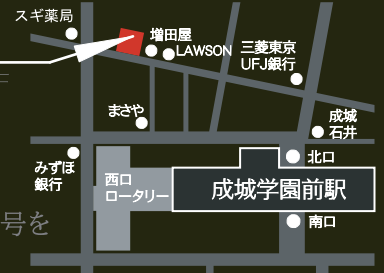 スギ薬局
増田屋
LAWSON
三菱東京
UFJ銀行
まさや
成城
石井
北口
みずほ
銀行
西口
ロータリー
成城学園前駅
南口
号を